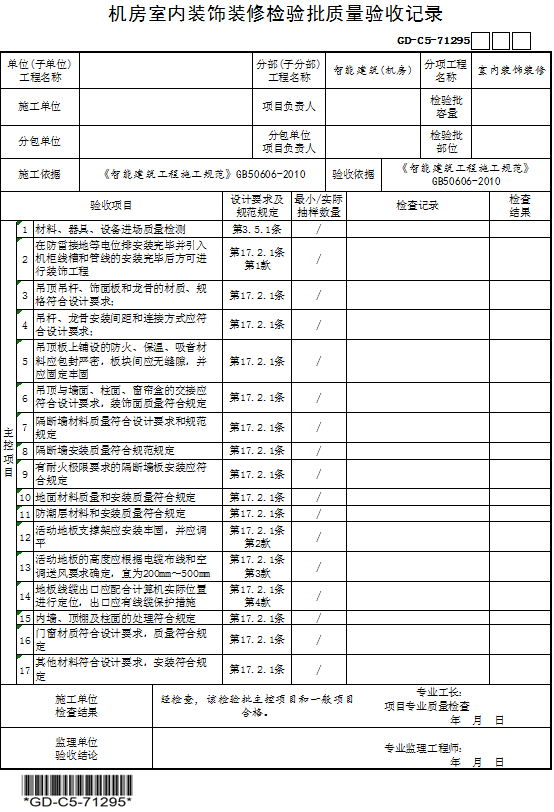 机房室内装饰装修检验批质量验收记录
GD-C5-71295
单位(子单位)
工程名称
分部(子分部)
工程名称
智能建筑(机房)
分项工程
名称
室内装饰装修
施工单位
项目负责人
检验批
容量
分包单位
分包单位
项目负责人
检验批
部位
施工依据
《智能建筑工程施工规范》GB50606-2010
验收依据
《智能建筑工程施工规范》
GB50606-2010
验收项目
设计要求及
规范规定
最小/实际
抽样数量
检查记录
检查
结果
主控项目
1 材料、器具、设备进场质量检测 第3.5.1条 /
2 在防雷接地等电位排安装完毕并引入
机柜线槽和管线的安装完毕后方可进
行装饰工程
第17.2.1条
第1款
/
3 吊顶吊杆、饰面板和龙骨的材质、规
格符合设计要求;
第17.2.1条 /
4 吊杆、龙骨安装间距和连接方式应符
合设计要求;
第17.2.1条 /
5 吊顶板上铺设的防火、保温、吸音材
料应包封严密，板块间应无缝隙，并
应固定牢固
第17.2.1条 /
6 吊顶与墙面、柱面、窗帘盒的交接应
符合设计要求，装饰面质量符合规定
第17.2.1条 /
7 隔断墙材料质量符合设计要求和规范
规定
第17.2.1条 /
8 隔断墙安装质量符合规范规定 第17.2.1条 /
9 有耐火极限要求的隔断墙板安装应符
合规定
第17.2.1条 /
10 地面材料质量和安装质量符合规定 第17.2.1条 /
11 防潮层材料和安装质量符合规定 第17.2.1条 /
12 活动地板支撑架应安装牢固，并应调
平
第17.2.1条
第2款
/
13 活动地板的高度应根据电缆布线和空
调送风要求确定，宜为200mm～500mm
第17.2.1条
第3款
/
14 地板线缆出口应配合计算机实际位置
进行定位，出口应有线缆保护措施
第17.2.1条
第4款
/
15 内墙、顶棚及柱面的处理符合规定 第17.2.1条 /
16 门窗材质符合设计要求，质量符合规
定
第17.2.1条 /
17 其他材料符合设计要求，安装符合规
定
第17.2.1条 /
施工单位
检查结果
经检查，该检验批主控项目和一般项目
合格。
专业工长:
项目专业质量检查
年 月 日
监理单位
验收结论
专业监理工程师:
年 月 日
*GD-C5-71295*